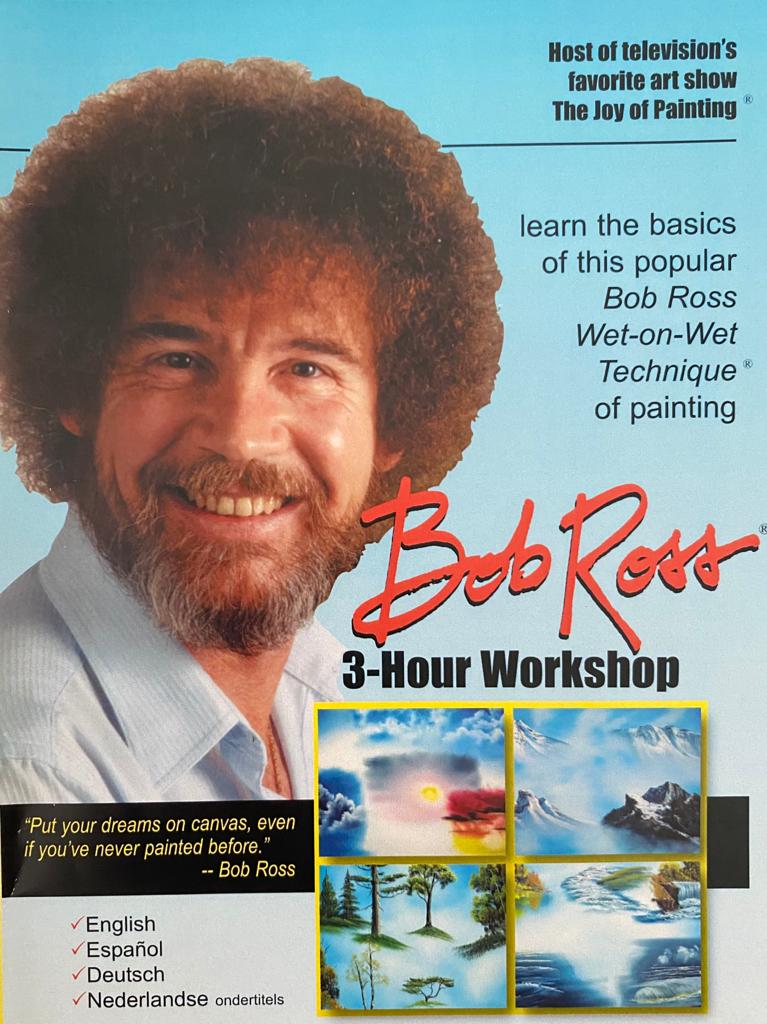 Host of television's
favorite art show
The Joy of Painting®
learn the basics
of this popular
Bob Ross
Wet-on-Wet
Technique®
of painting
Bob Ross®
3-Hour Workshop
"Put your dreams on canvas, even
if you've never painted before."
-- Bob Ross
✓English
✓Español
✓Deutsch
✓Nederlandse ondertitels